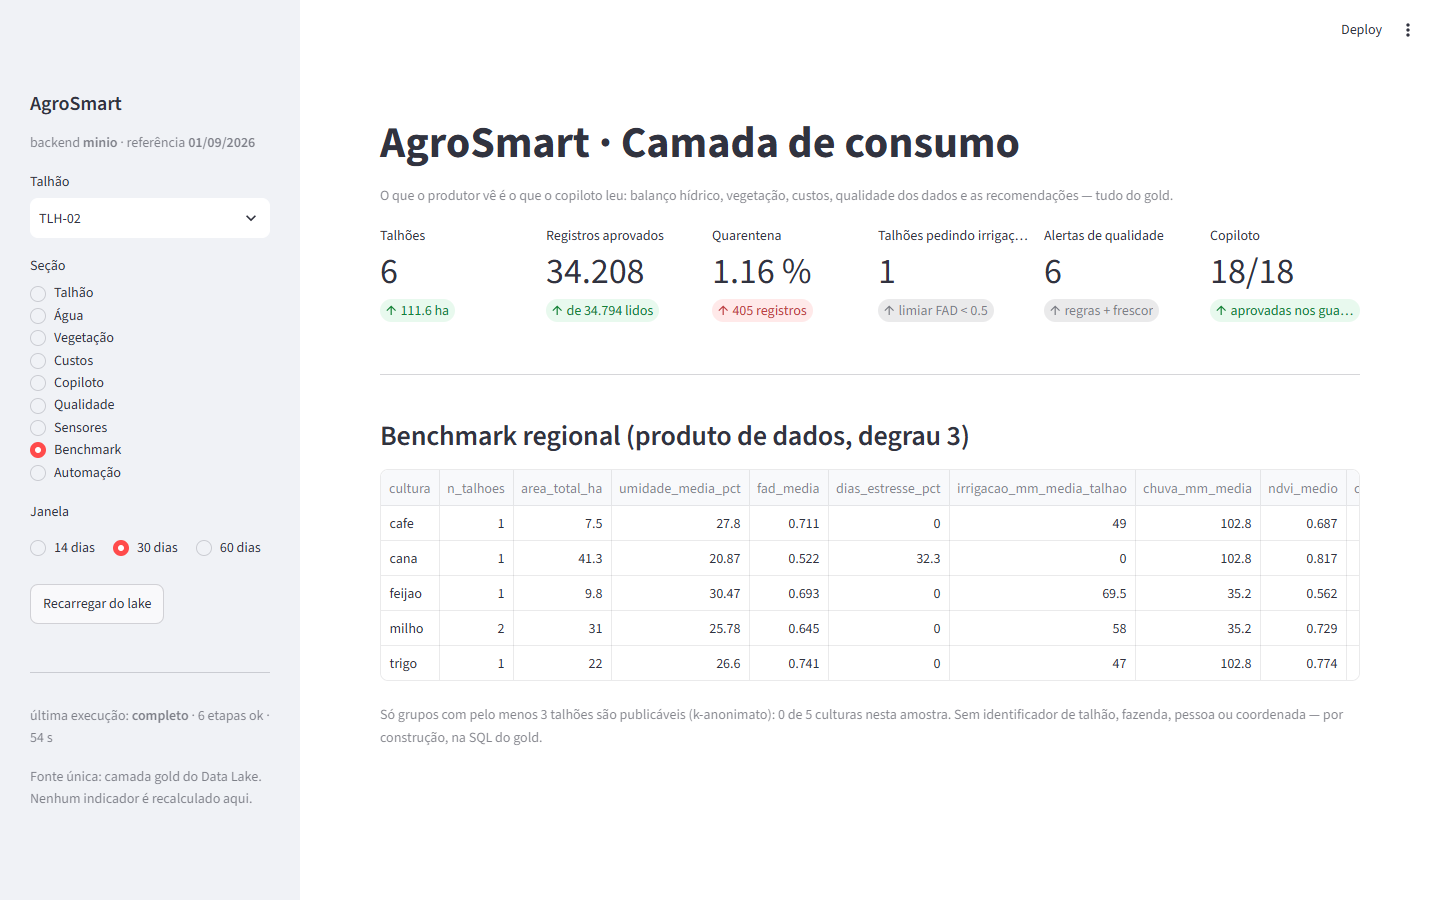 Deploy
AgroSmart
backend minio · referência 01/09/2026
Talhão
TLH-02
Seção
Talhão
Água
Vegetação
Custos
Copiloto
Qualidade
Sensores
Benchmark
Automação
Janela
14 dias 30 dias 60 dias
Recarregar do lake
última execução: completo · 6 etapas ok ·
54 s
Fonte única: camada gold do Data Lake.
Nenhum indicador é recalculado aqui.
AgroSmart · Camada de consumo
O que o produtor vê é o que o copiloto leu: balanço hídrico, vegetação, custos, qualidade dos dados e as recomendações — tudo do gold.
Talhões Registros aprovados Quarentena Talhões pedindo irrigaç… Alertas de qualidade Copiloto
6 34.208 1.16 % 1 6 18/18
↑ 111.6 ha ↑ de 34.794 lidos ↑ 405 registros ↑ limiar FAD < 0.5 ↑ regras + frescor ↑ aprovadas nos gua…
Benchmark regional (produto de dados, degrau 3)
cultura n_talhoes area_total_ha umidade_media_pct fad_media dias_estresse_pct irrigacao_mm_media_talhao chuva_mm_media ndvi_medio
cafe 1 7.5 27.8 0.711 0 49 102.8 0.687
cana 1 41.3 20.87 0.522 32.3 0 102.8 0.817
feijao 1 9.8 30.47 0.693 0 69.5 35.2 0.562
milho 2 31 25.78 0.645 0 58 35.2 0.729
trigo 1 22 26.6 0.741 0 47 102.8 0.774
Só grupos com pelo menos 3 talhões são publicáveis (k-anonimato): 0 de 5 culturas nesta amostra. Sem identificador de talhão, fazenda, pessoa ou coordenada — por
construção, na SQL do gold.